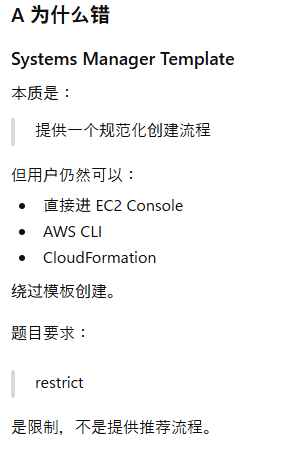 A 为什么错
Systems Manager Template
本质是：
提供一个规范化创建流程
但用户仍然可以：
直接进 EC2 Console
AWS CLI
CloudFormation
绕过模板创建。
题目要求：
restrict
是限制，不是提供推荐流程。